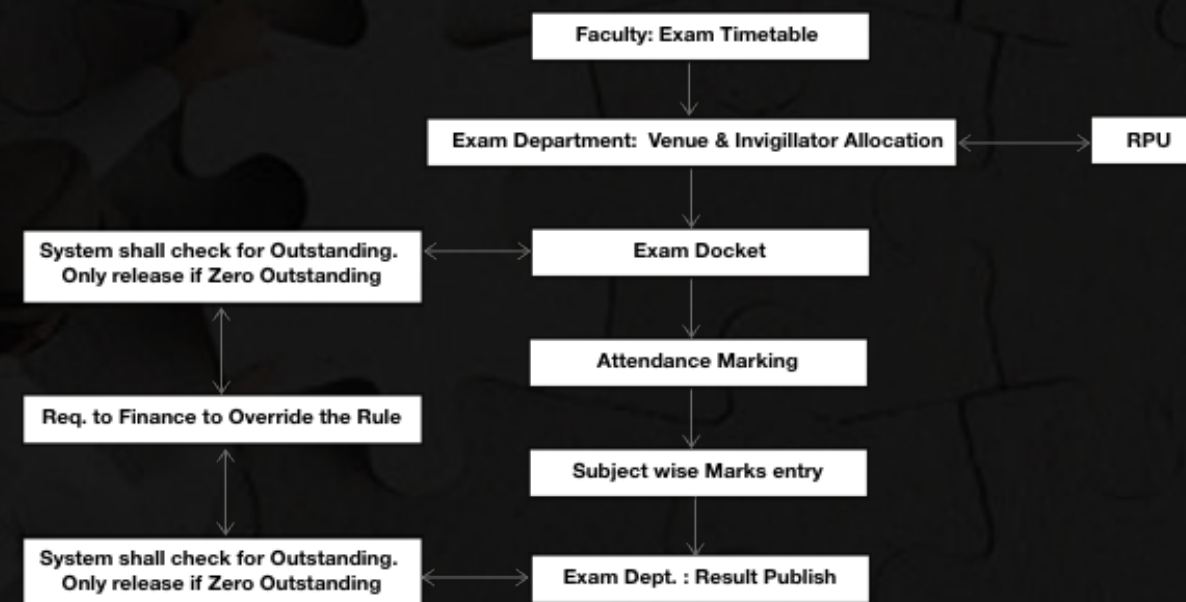 Faculty: Exam Timetable
Exam Department: Venue & Invigillator Allocation
RPU
System shall check for Outstanding.
Only release if Zero Outstanding
Exam Docket
Attendance Marking
Req. to Finance to Override the Rule
Subject wise Marks entry
System shall check for Outstanding.
Only release if Zero Outstanding
Exam Dept. : Result Publish